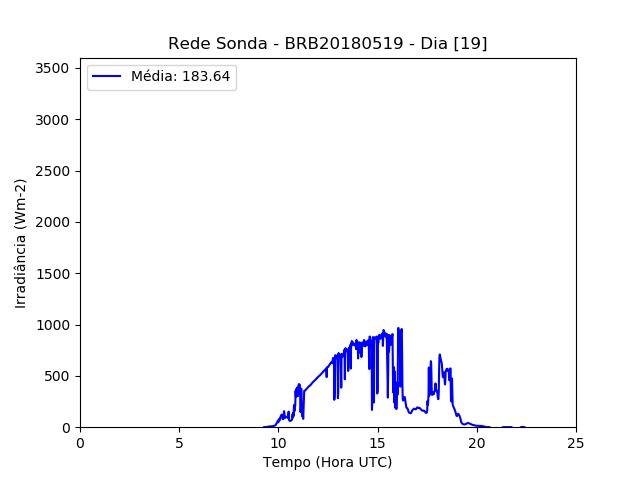 Rede Sonda - BRB20180519 - Dia [19]
Média: 183.64
3500
3000
2500
2000
1500
1000
500
0
Irradiância (Wm-2)
0 5 10 15 20 25
Tempo (Hora UTC)